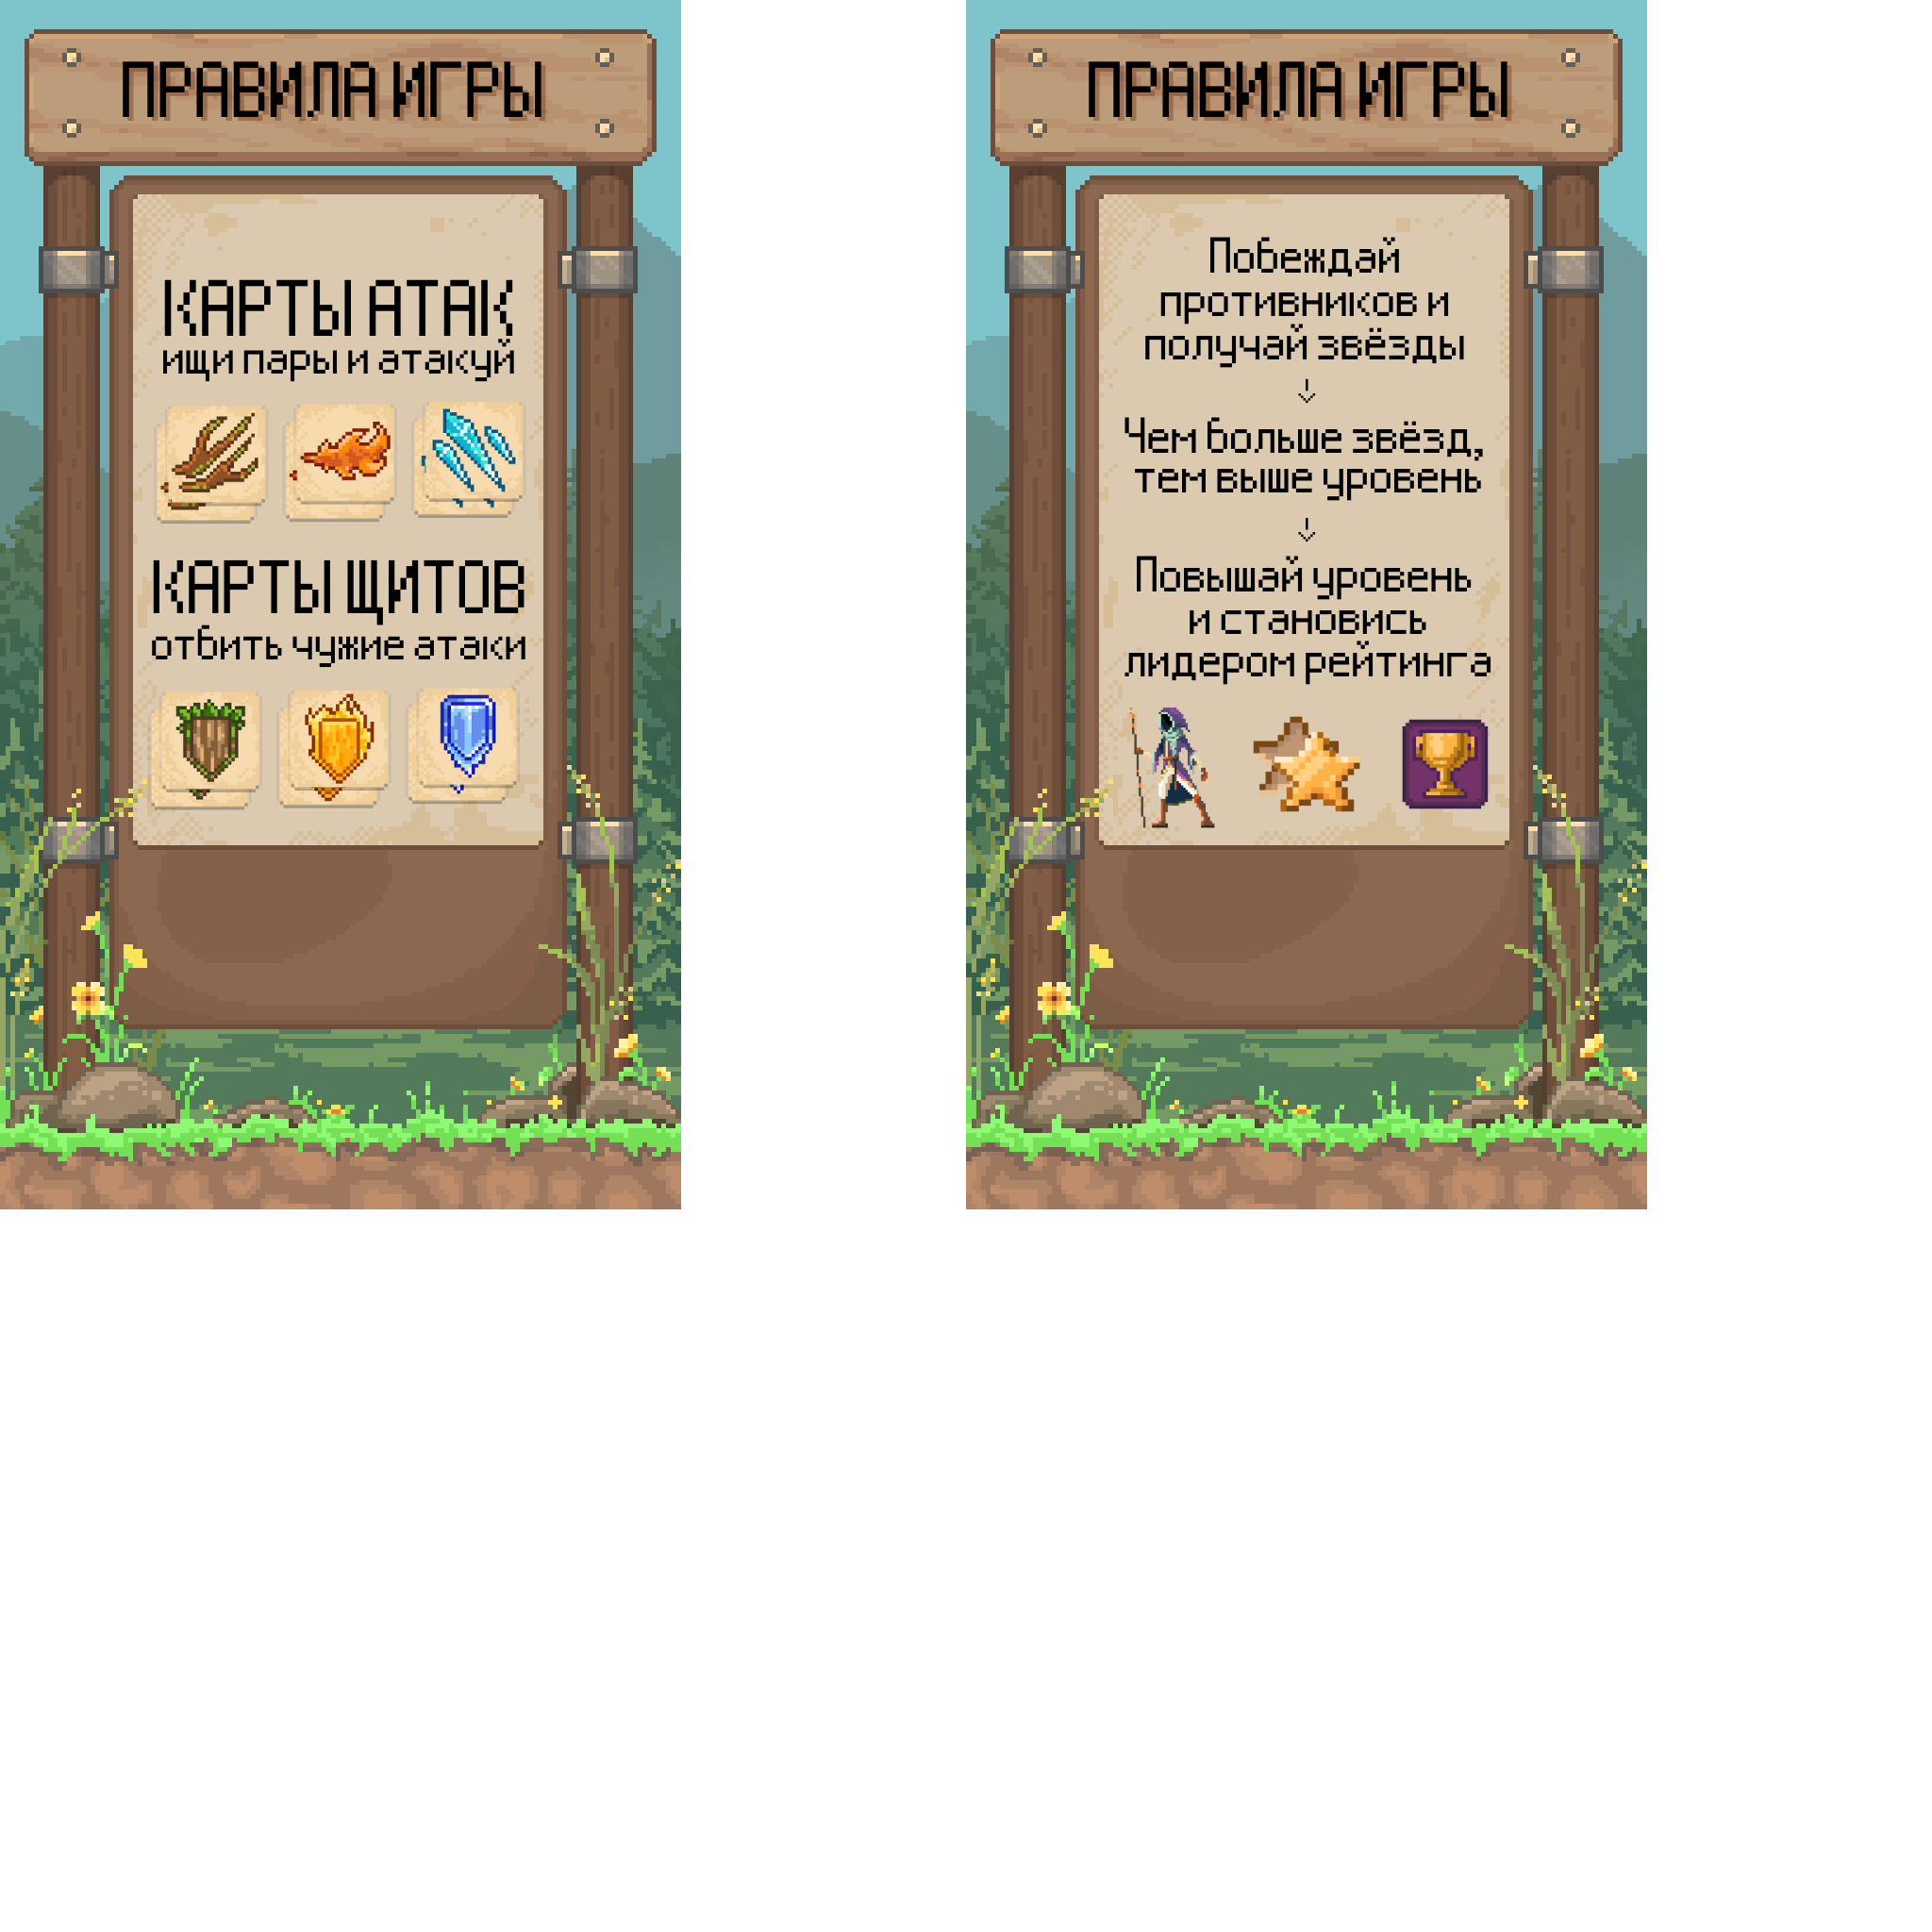 ПРАВИЛА ИГРЫ
КАРТЫ АТАК
ищи пары и атакуй
КАРТЫ ЩИТОВ
отбить чужие атаки
ПРАВИЛА ИГРЫ
Побеждай
противников и
получай звёзды
↓
Чем больше звёзд,
тем выше уровень
↓
Повышай уровень
и становись
лидером рейтинга